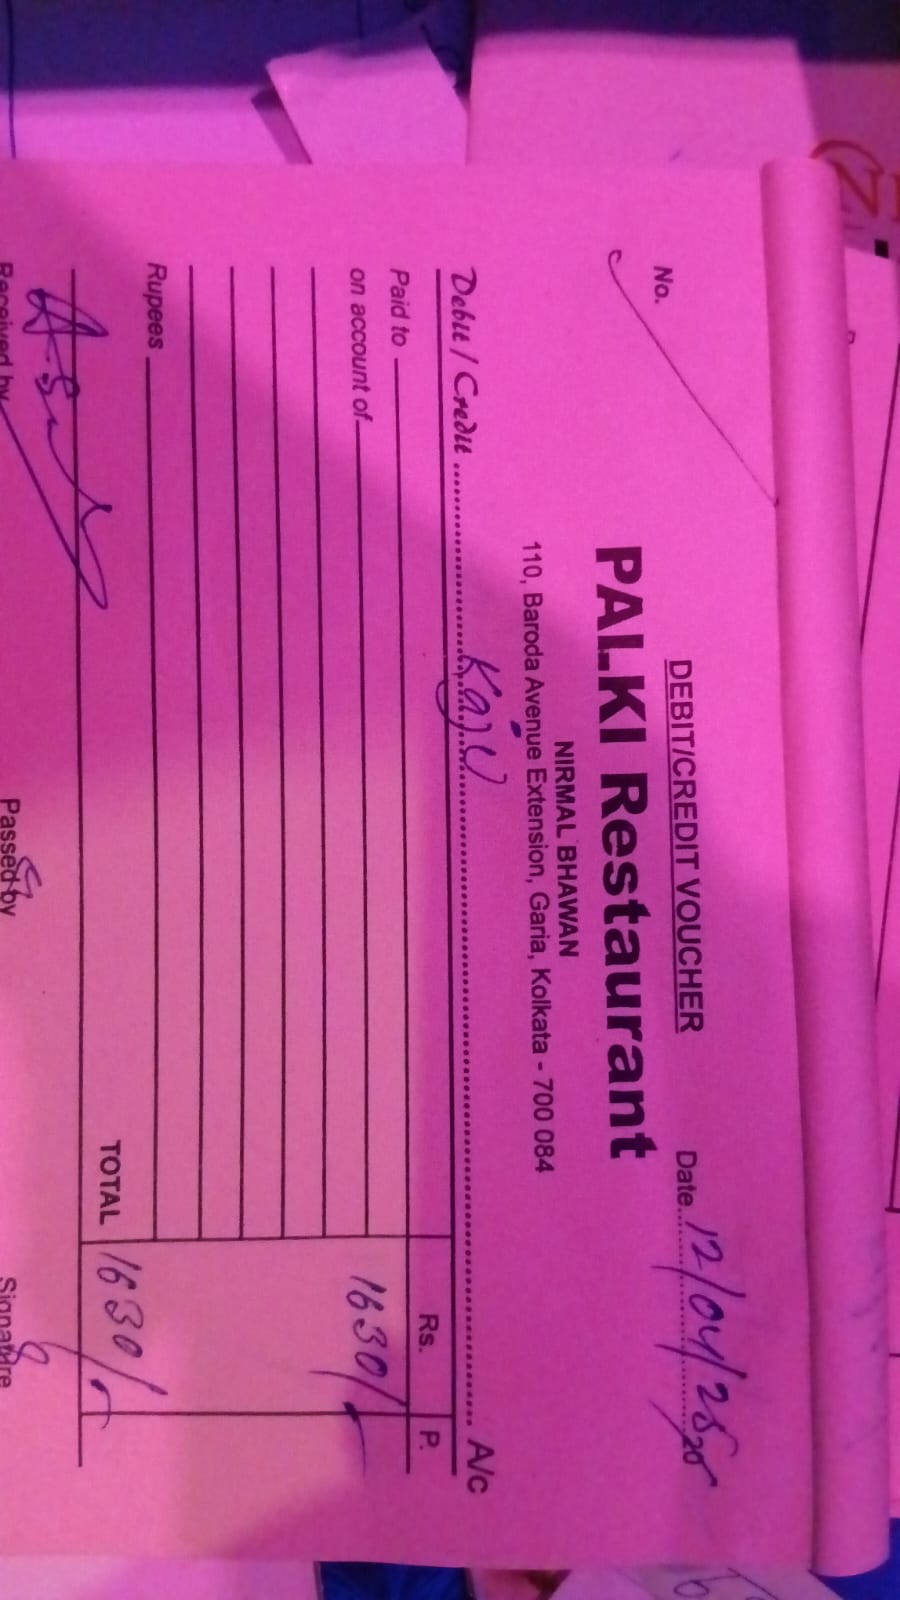 DEBIT/CREDIT VOUCHER
No.
Date 12/04/25
PALKI Restaurant
NIRMAL BHAWAN
110, Baroda Avenue Extension, Garia, Kolkata - 700 084
Debit / Credit Kaju A/c
Rs. P.
Paid to
on account of 1630/-
Rupees
TOTAL 1630/-
Received by Passed by Signature